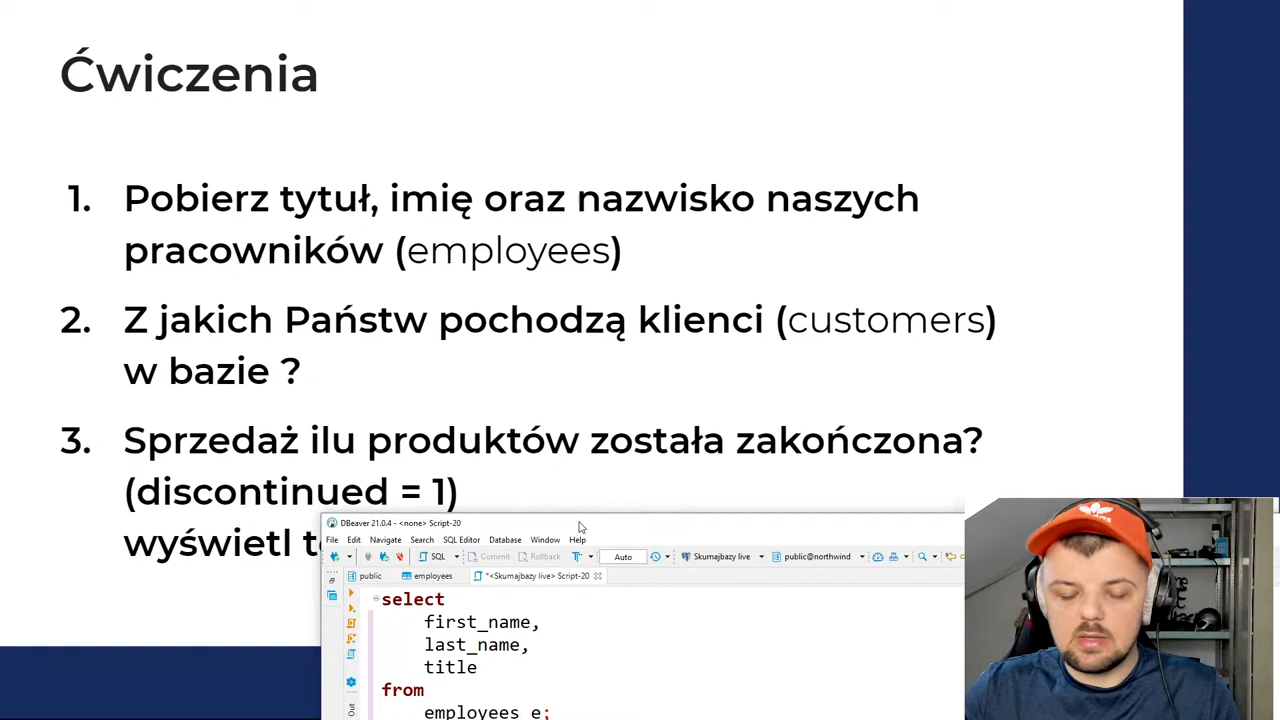 Ćwiczenia
1. Pobierz tytuł, imię oraz nazwisko naszych
pracowników (employees)
2. Z jakich Państw pochodzą klienci (customers)
w bazie ?
3. Sprzedaż ilu produktów została zakończona?
(discontinued = 1)
wyświetl
DBeaver 21.0.4 - <none> Script-20
File Edit Navigate Search SQL Editor Database Window Help
SQL Commit Rollback Auto Skumajbazy live public@northwind
public employees *<Skumajbazy live> Script-20
select
first_name,
last_name,
title
from
employees e;